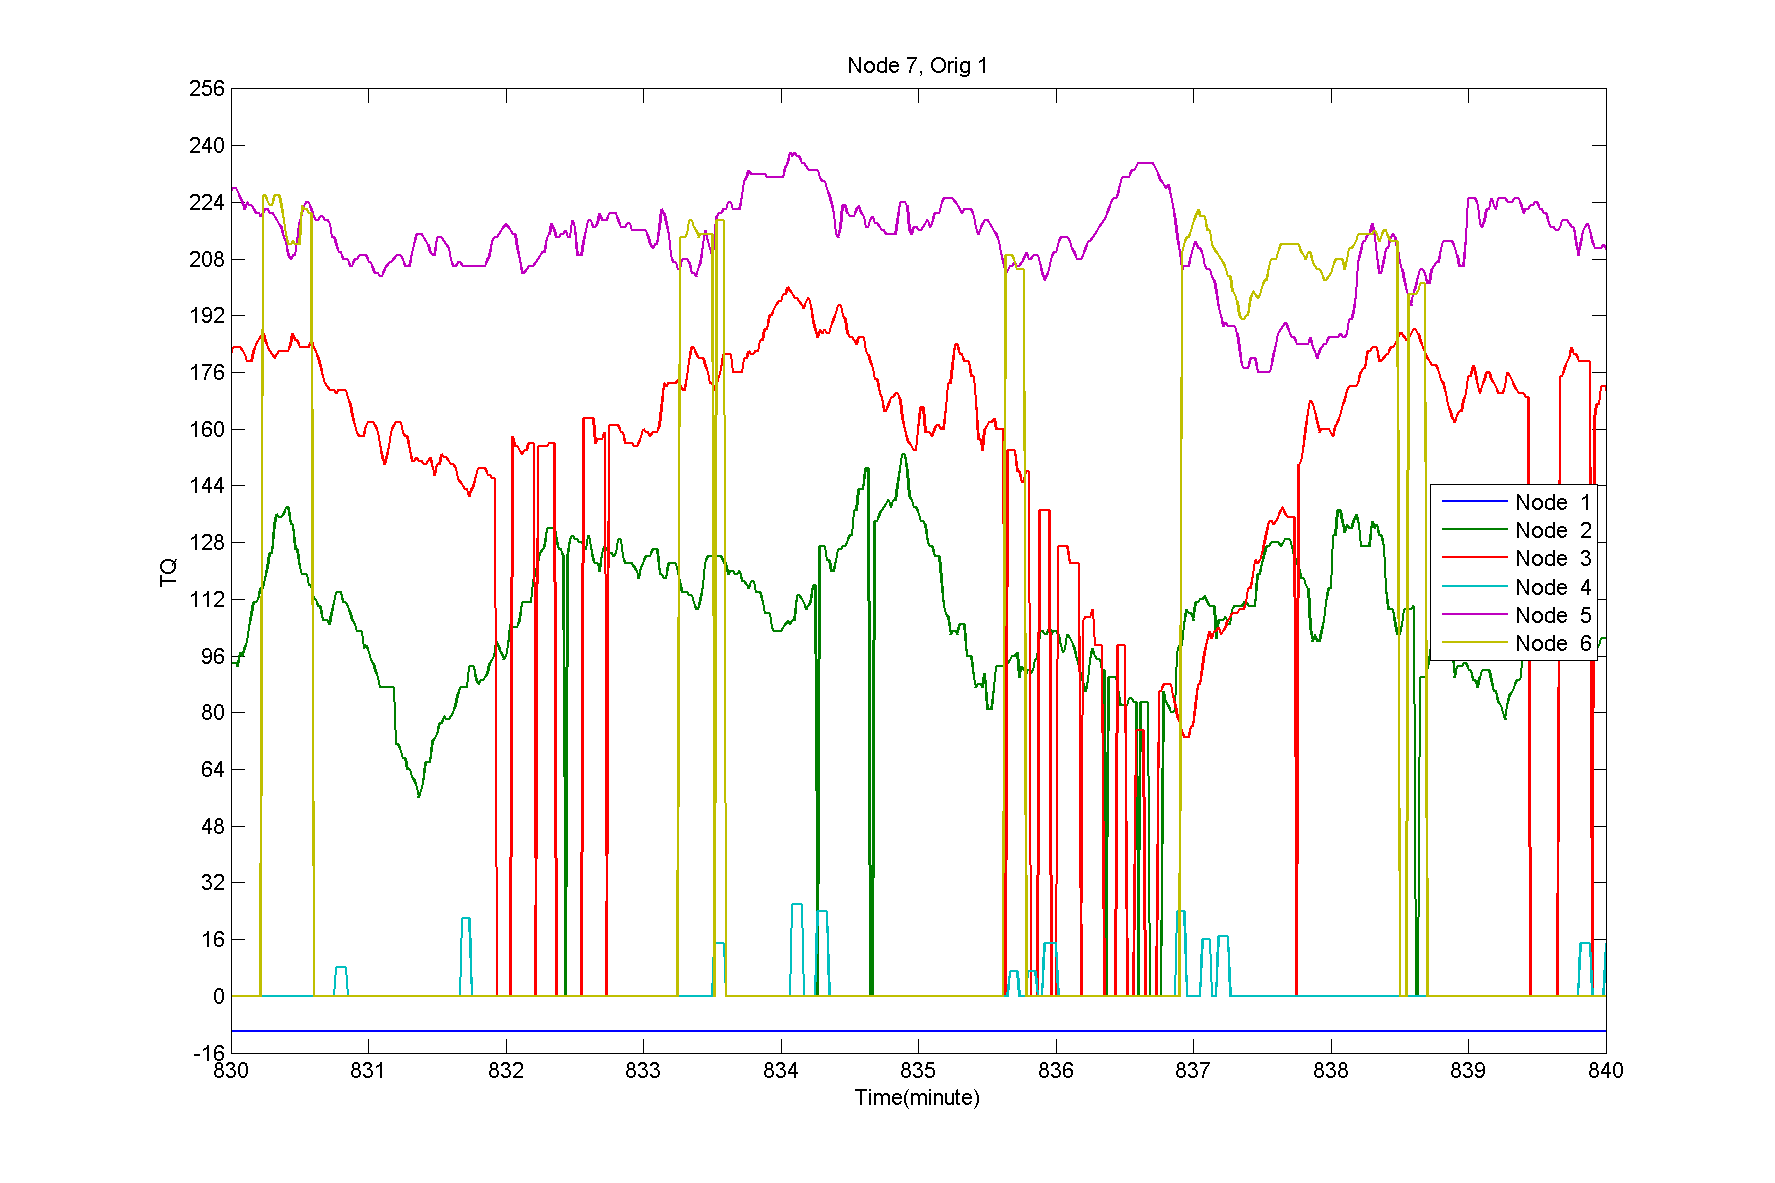 Node 7, Orig 1
256
240
224
208
192
176
160
144
128
112
96
80
64
48
32
16
0
-16
TQ
Node 1
Node 2
Node 3
Node 4
Node 5
Node 6
830 831 832 833 834 835 836 837 838 839 840
Time(minute)